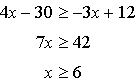 4x − 30 ≥ −3x + 12
7x ≥ 42
x ≥ 6